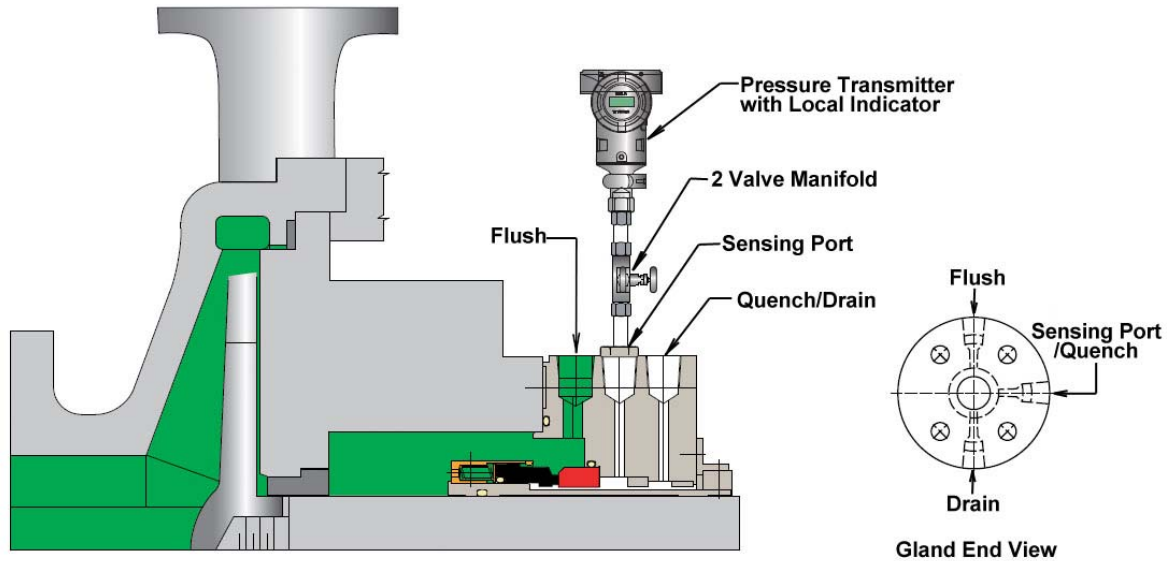 Pressure Transmitter
with Local Indicator
2 Valve Manifold
Flush
Sensing Port
Quench/Drain
Flush
Sensing Port
/Quench
Drain
Gland End View